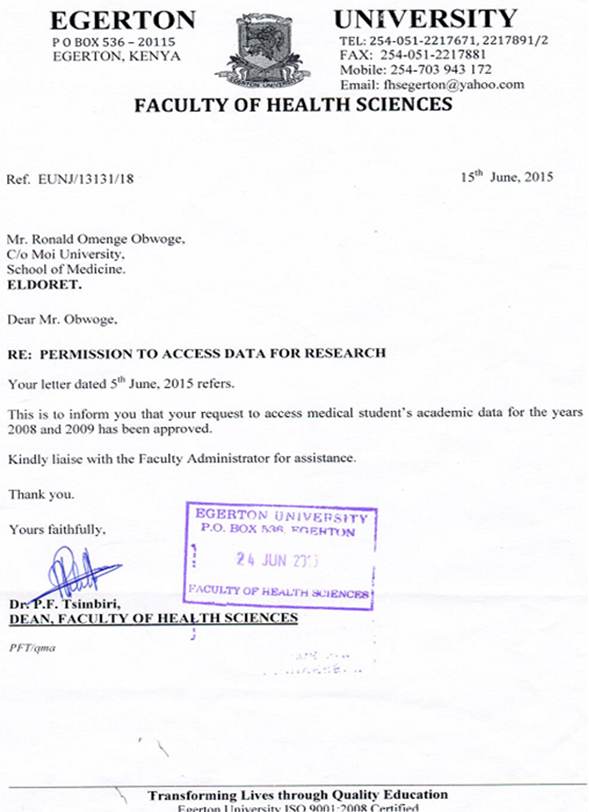 EGERTON UNIVERSITY
P O BOX 536 – 20115
EGERTON, KENYA
TEL: 254-051-2217671, 2217891/2
FAX: 254-051-2217881
Mobile: 254-703 943 172
Email: fhsegerton@yahoo.com
EGERTON UNIVERSITY
FACULTY OF HEALTH SCIENCES
Ref. EUNJ/13131/18
15th June, 2015
Mr. Ronald Omenge Obwoge,
C/o Moi University,
School of Medicine.
ELDORET.
Dear Mr. Obwoge,
RE: PERMISSION TO ACCESS DATA FOR RESEARCH
Your letter dated 5th June, 2015 refers.
This is to inform you that your request to access medical student's academic data for the years
2008 and 2009 has been approved.
Kindly liaise with the Faculty Administrator for assistance.
Thank you.
Yours faithfully,
EGERTON UNIVERSITY
P.O. BOX 536, EGERTON
24 JUN
FACULTY OF HEALTH SCIENCES
Dr. P.F. Tsimbiri,
DEAN, FACULTY OF HEALTH SCIENCES
PFT/qma
Transforming Lives through Quality Education
Egerton University ISO 9001:2008 Certified